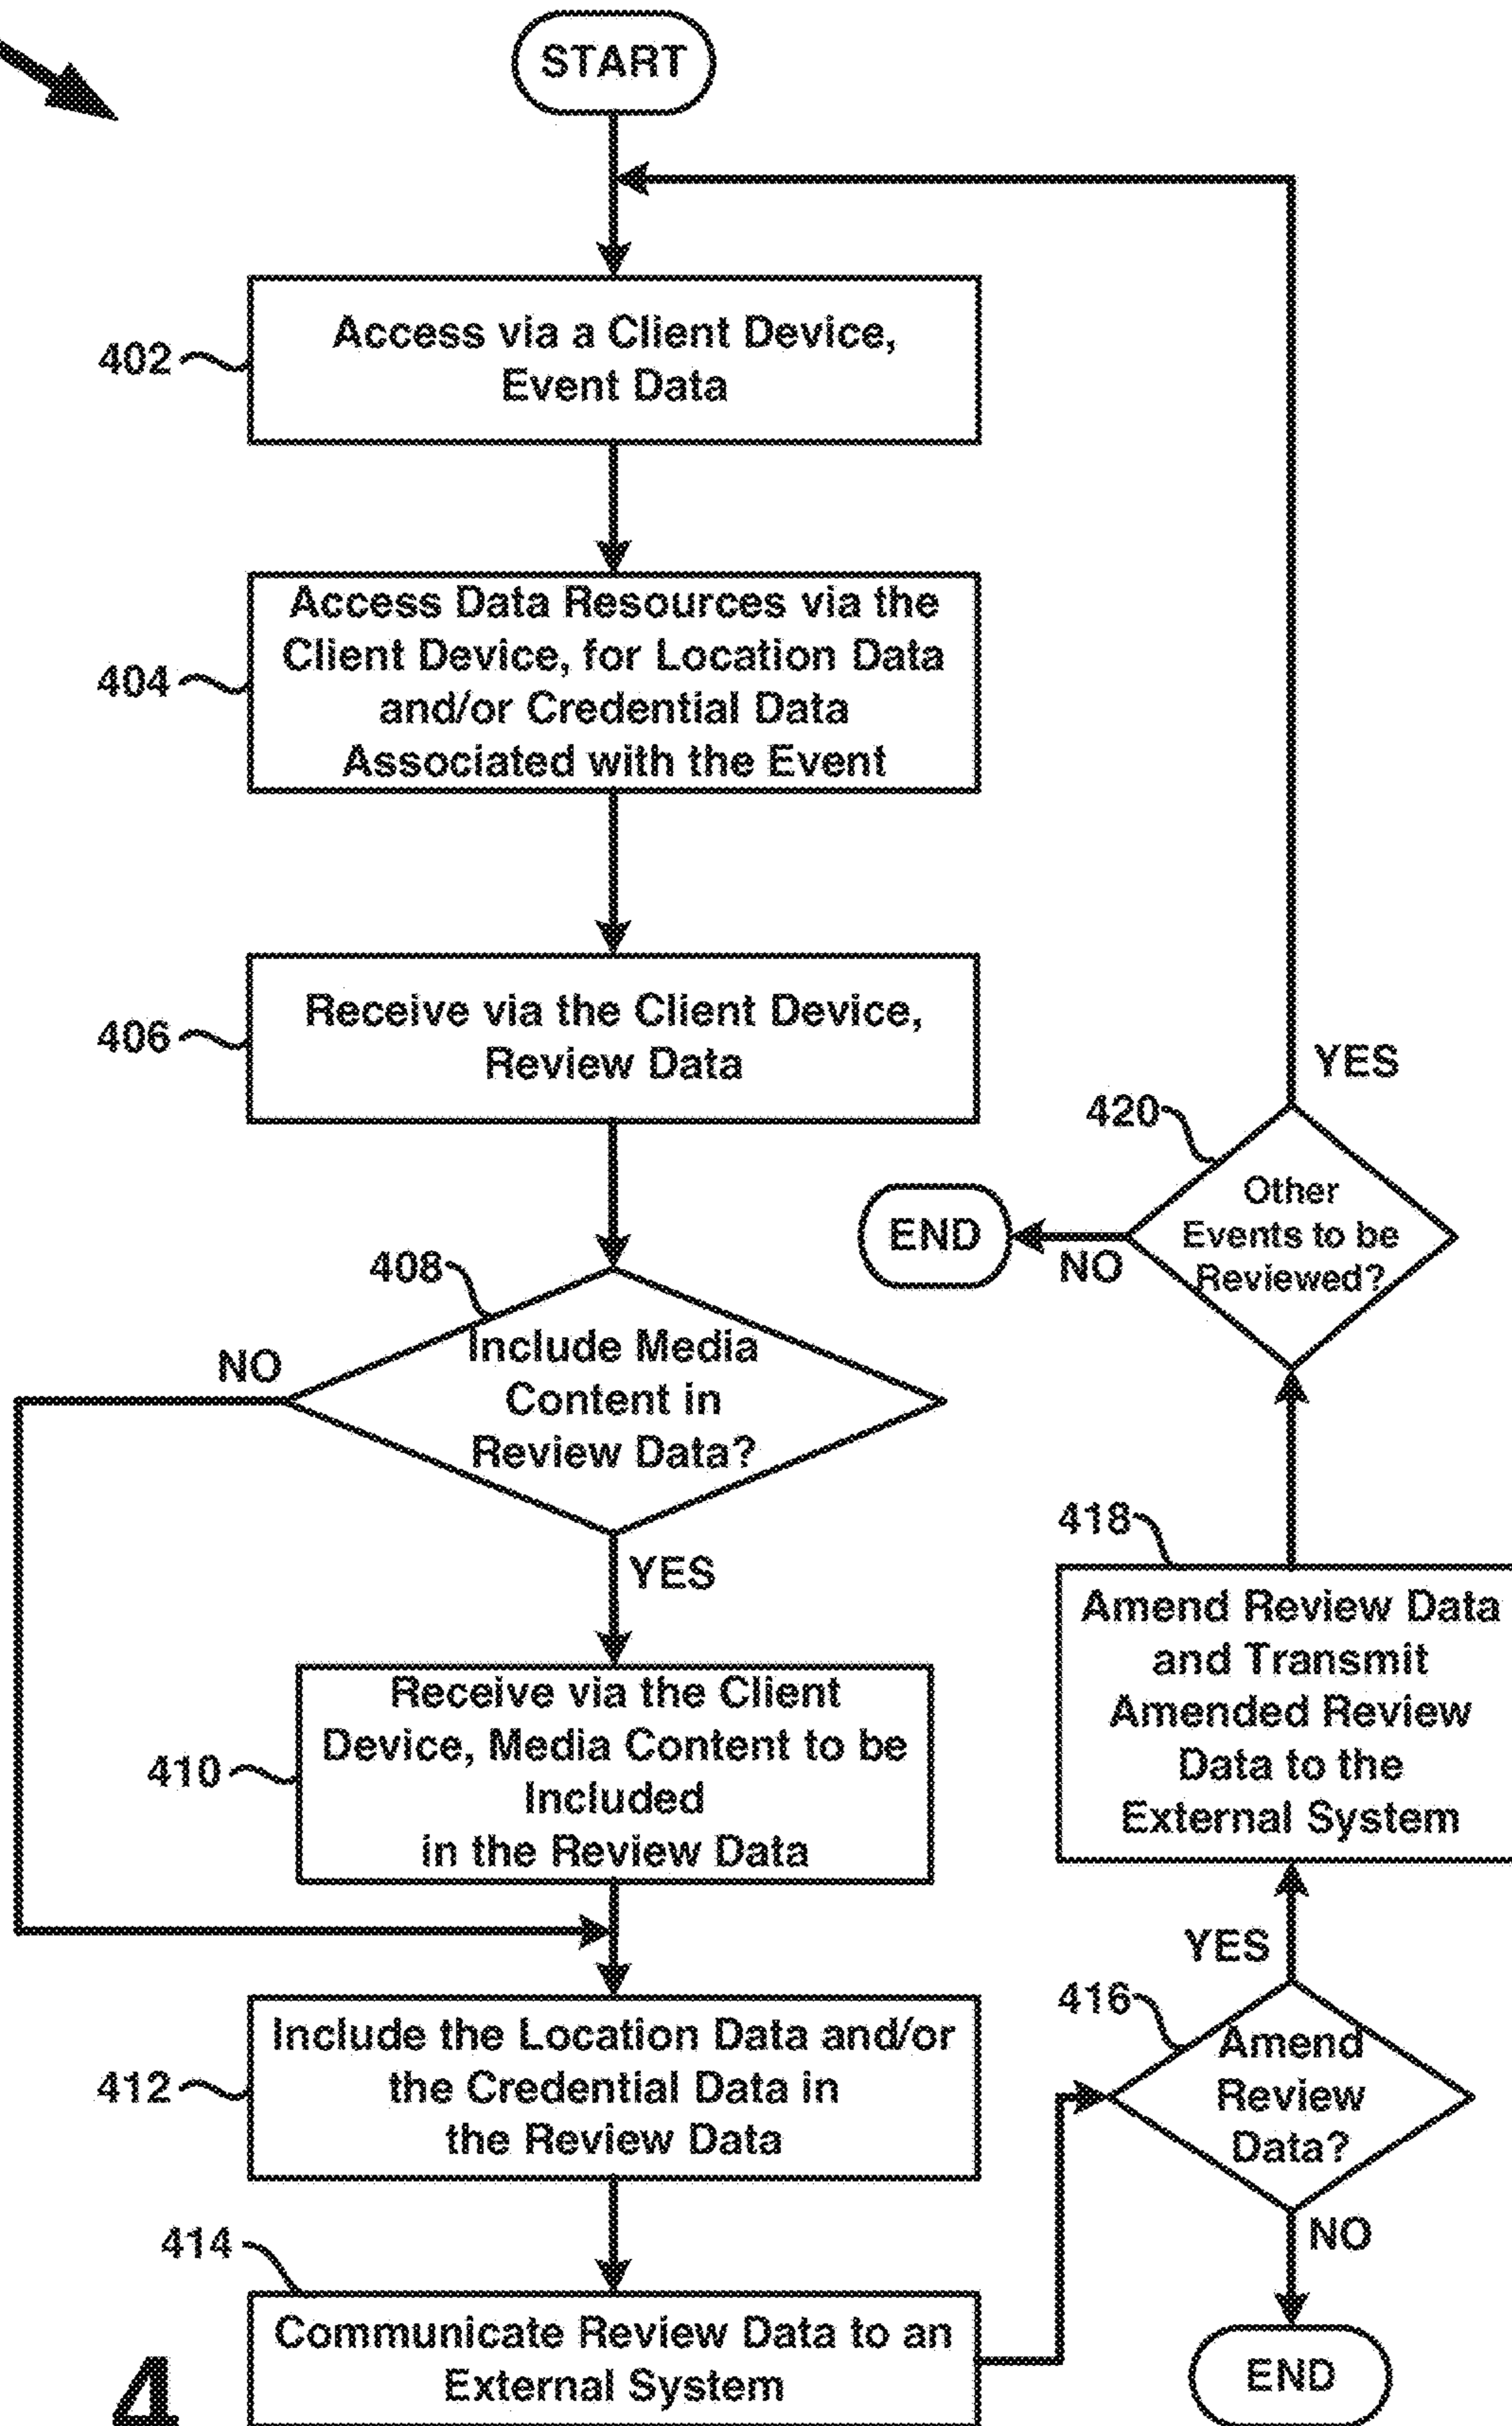 START
402
Access via a Client Device,
Event Data
404
Access Data Resources via the
Client Device, for Location Data
and/or Credential Data
Associated with the Event
406
Receive via the Client Device,
Review Data
408
Include Media
Content in
Review Data?
NO
YES
410
Receive via the Client
Device, Media Content to be
Included
in the Review Data
412
Include the Location Data and/or
the Credential Data in
the Review Data
414
Communicate Review Data to an
External System
416
Amend
Review
Data?
NO
END
YES
418
Amend Review Data
and Transmit
Amended Review
Data to the
External System
420
Other
Events to be
Reviewed?
YES
NO
END
4